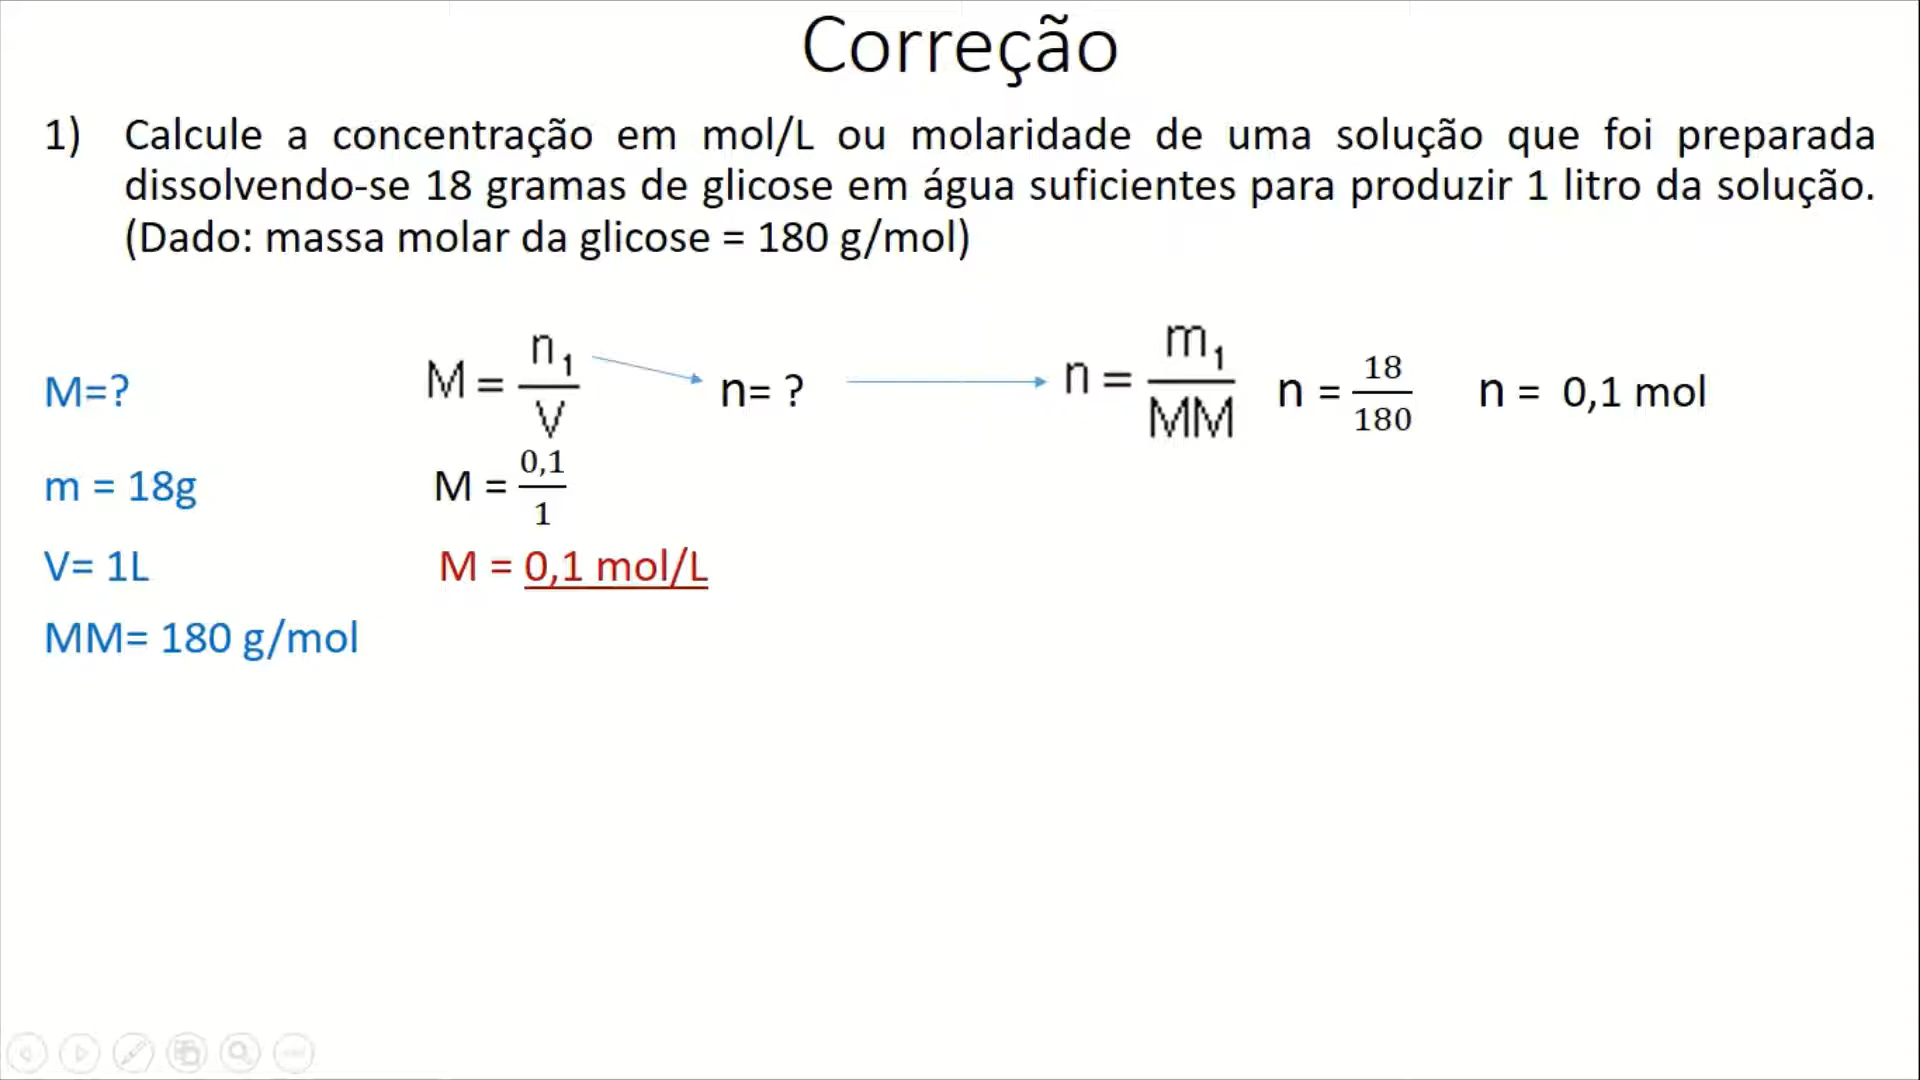 Correção
1) Calcule a concentração em mol/L ou molaridade de uma solução que foi preparada
dissolvendo-se 18 gramas de glicose em água suficientes para produzir 1 litro da solução.
(Dado: massa molar da glicose = 180 g/mol)
M=? M = n₁/V n= ? n = m₁/MM n = 18/180 n = 0,1 mol
m = 18g M = 0,1/1
V= 1L M = 0,1 mol/L
MM= 180 g/mol